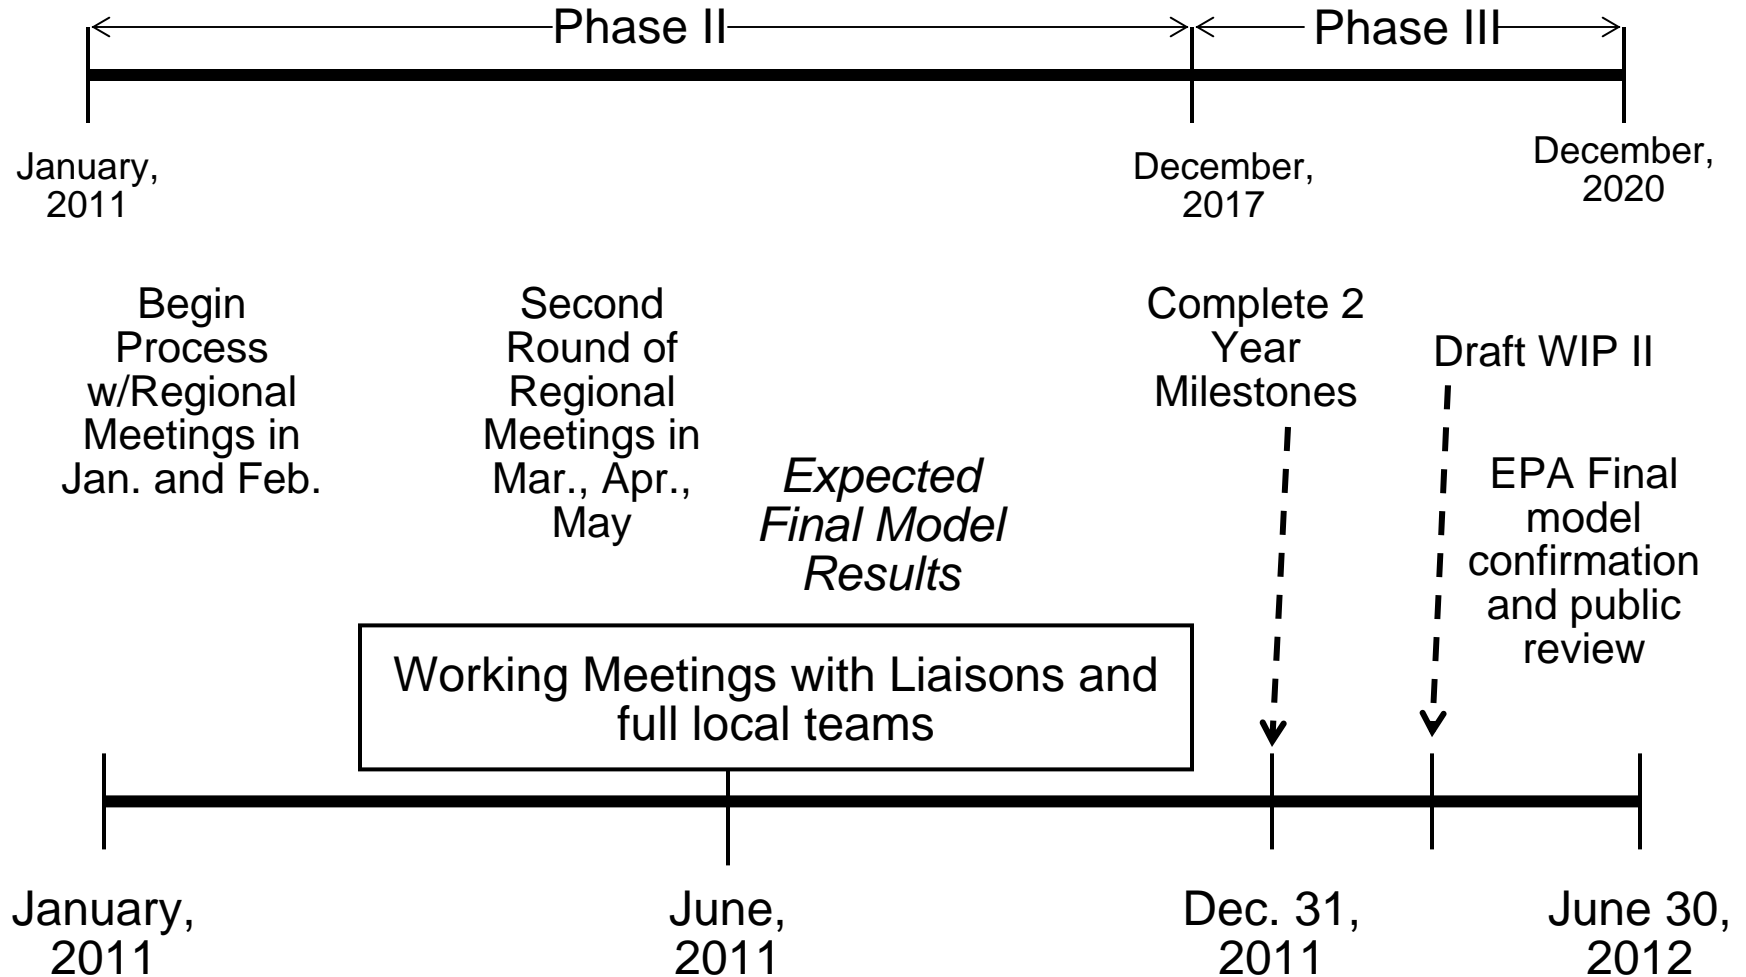 Phase II
Phase III
January,
2011
December,
2017
December,
2020
Begin
Process
w/Regional
Meetings in
Jan. and Feb.
Second
Round of
Regional
Meetings in
Mar., Apr.,
May
Expected
Final Model
Results
Complete 2
Year
Milestones
Draft WIP II
EPA Final
model
confirmation
and public
review
Working Meetings with Liaisons and
full local teams
January,
2011
June,
2011
Dec. 31,
2011
June 30,
2012